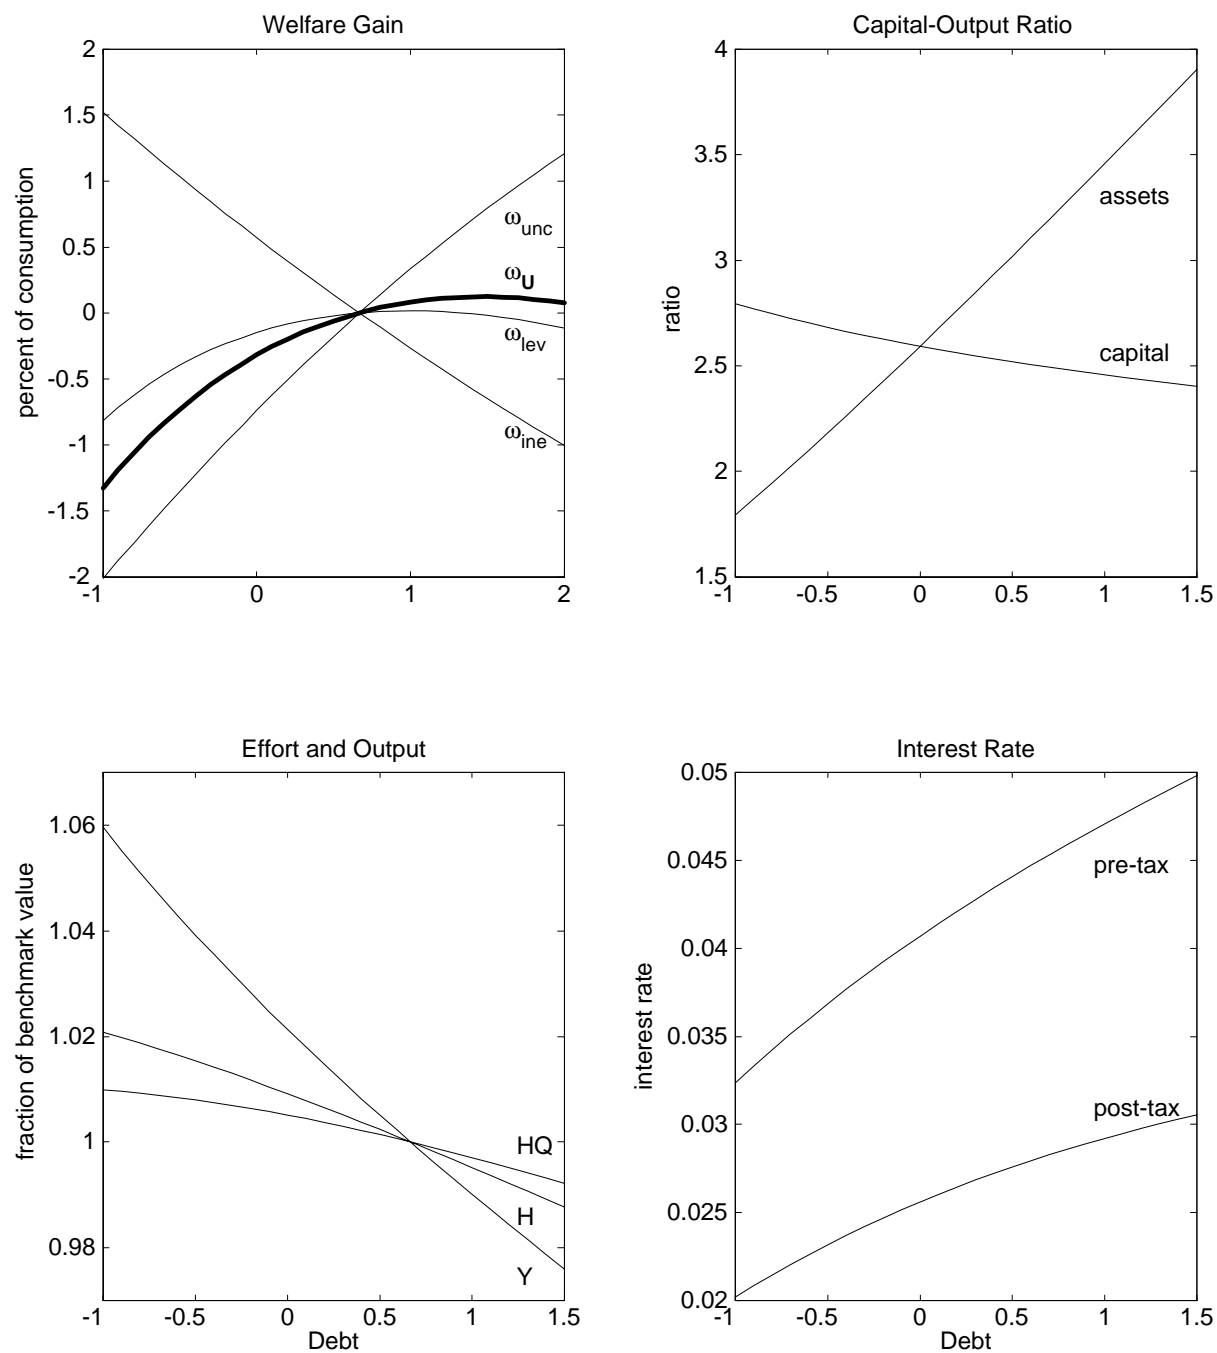 Welfare Gain
2
1.5
1
0.5
0
-0.5
-1
-1.5
-2
percent of consumption
ω_unc
ω_U
ω_lev
ω_ine
-1
0
1
2
Capital-Output Ratio
4
3.5
3
2.5
2
1.5
ratio
assets
capital
-1
-0.5
0
0.5
1
1.5
Effort and Output
1.06
1.04
1.02
1
0.98
fraction of benchmark value
HQ
H
Y
-1
-0.5
0
0.5
1
1.5
Debt
Interest Rate
0.05
0.045
0.04
0.035
0.03
0.025
0.02
interest rate
pre-tax
post-tax
-1
-0.5
0
0.5
1
1.5
Debt